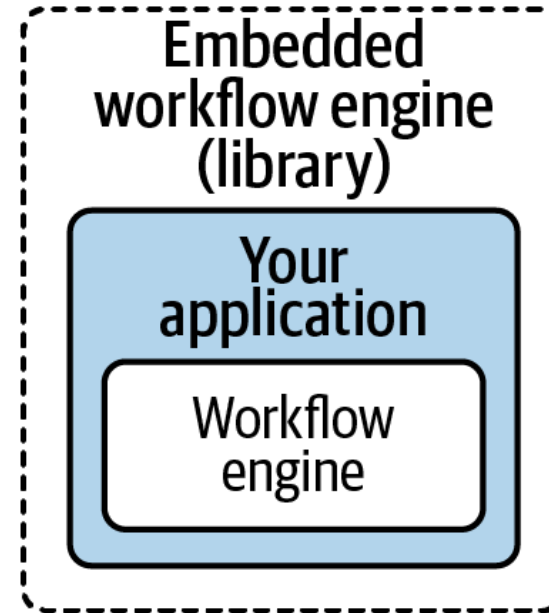 Embedded
workflow engine
(library)
Your
application
Workflow
engine